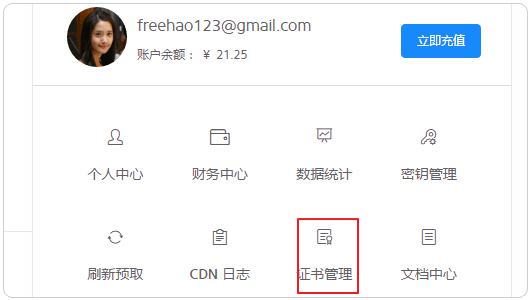 freehao123@gmail.com
账户余额： ¥ 21.25
立即充值
个人中心 财务中心 数据统计 密钥管理
刷新预取 CDN 日志 证书管理 文档中心